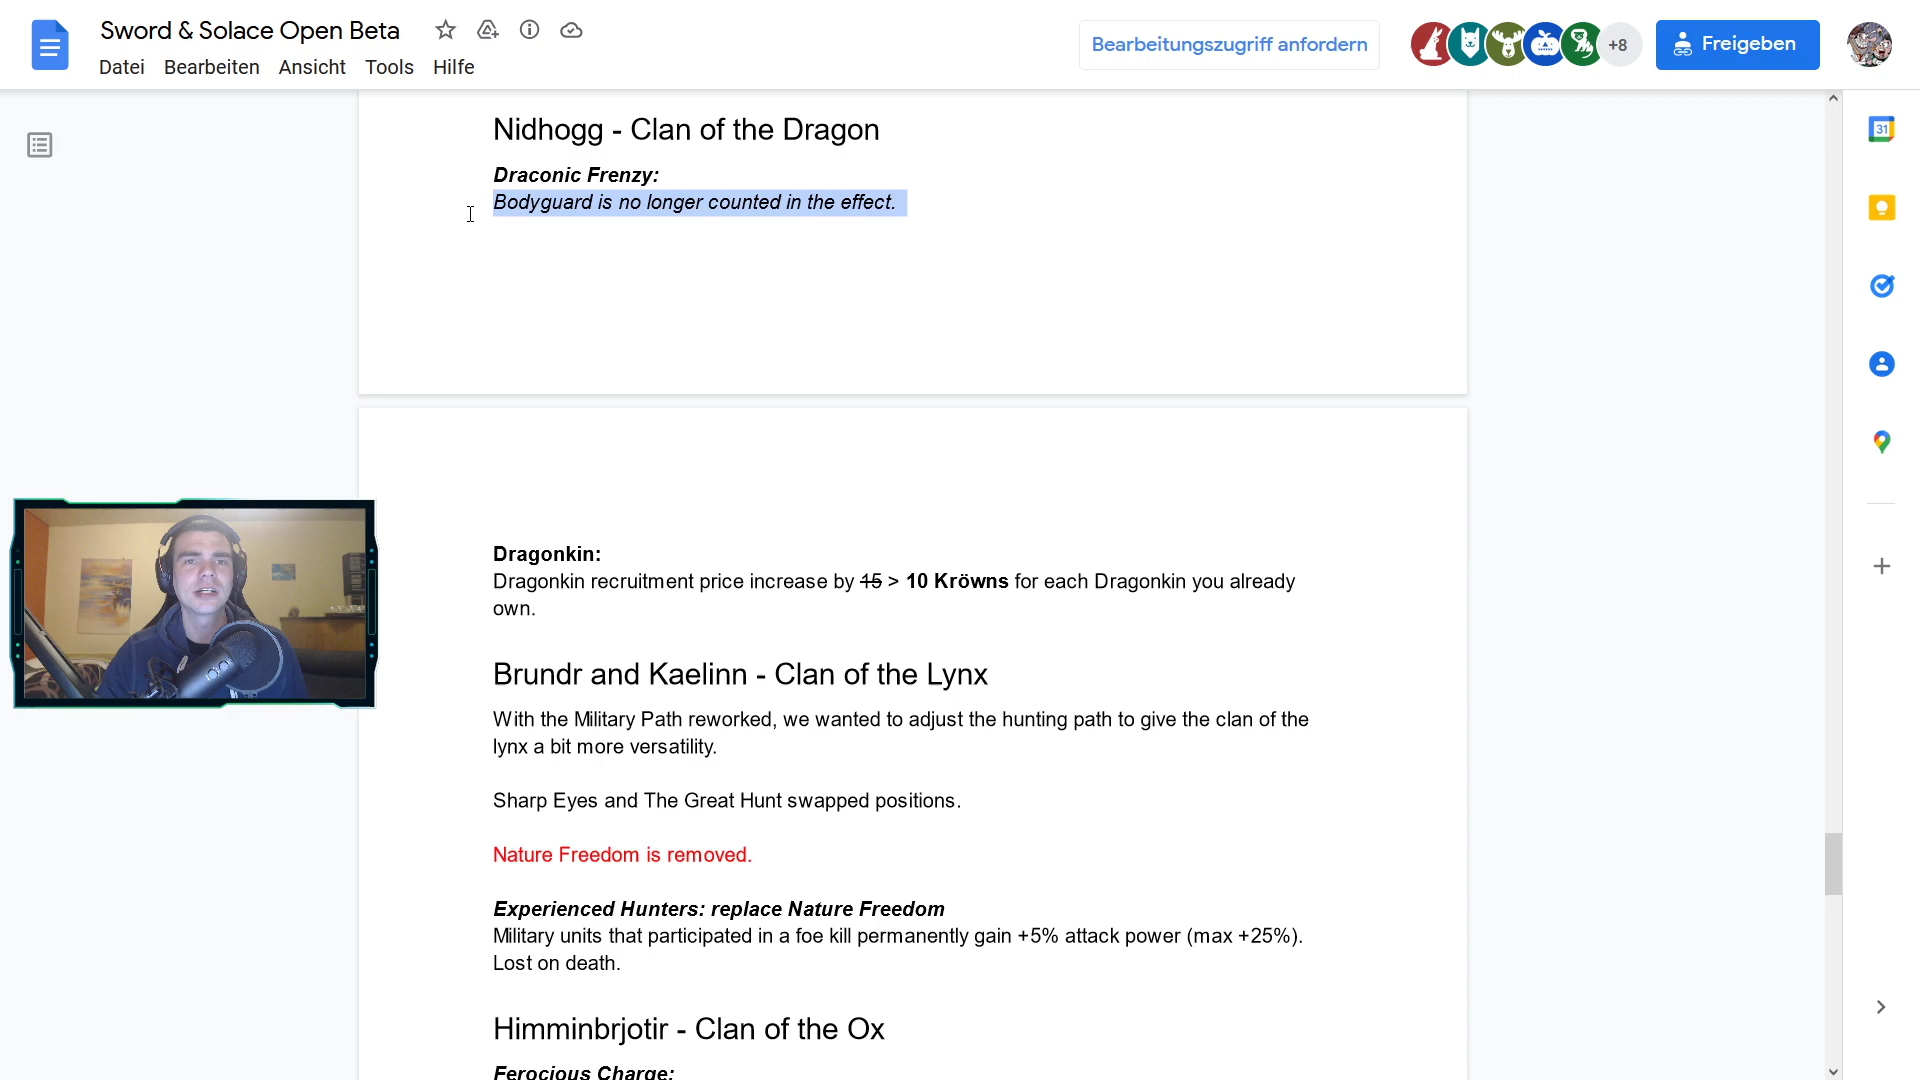 Sword & Solace Open Beta
Datei Bearbeiten Ansicht Tools Hilfe
Bearbeitungszugriff anfordern
+8
Freigeben
31
Nidhogg - Clan of the Dragon
Draconic Frenzy:
Bodyguard is no longer counted in the effect.
Dragonkin:
Dragonkin recruitment price increase by 15 > 10 Kröwns for each Dragonkin you already
own.
Brundr and Kaelinn - Clan of the Lynx
With the Military Path reworked, we wanted to adjust the hunting path to give the clan of the
lynx a bit more versatility.
Sharp Eyes and The Great Hunt swapped positions.
Nature Freedom is removed.
Experienced Hunters: replace Nature Freedom
Military units that participated in a foe kill permanently gain +5% attack power (max +25%).
Lost on death.
Himminbrjotir - Clan of the Ox
Ferocious Charge: